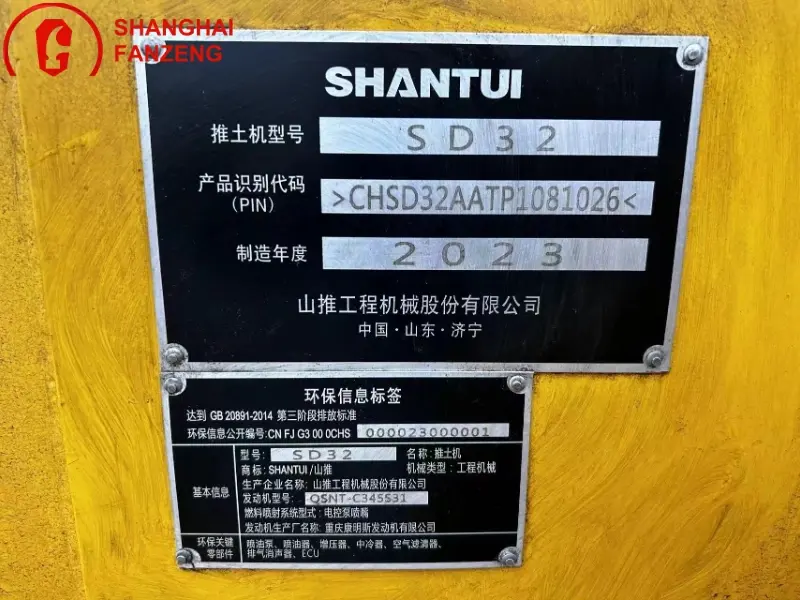 SHANGHAI
FANZENG
SHANTUI
推土机型号 SD32
产品识别代码
(PIN) >CHSD32AATP1081026<
制造年度 2023
山推工程机械股份有限公司
中国·山东·济宁
环保信息标签
达到 GB 20891-2014 第三阶段排放标准
环保信息公开编号:CN FJ G3 00 0CHS 000023000001
基本信息
型号: SD32 名称: 推土机
商标: SHANTUI/山推 机械类型: 工程机械
生产企业名称: 山推工程机械股份有限公司
发动机型号: QSNT-C345S31
燃料喷射系统型式: 电控泵喷嘴
发动机生产厂名称: 重庆康明斯发动机有限公司
环保关键
零部件
喷油泵、喷油器、增压器、中冷器、空气滤清器、
排气消声器、ECU